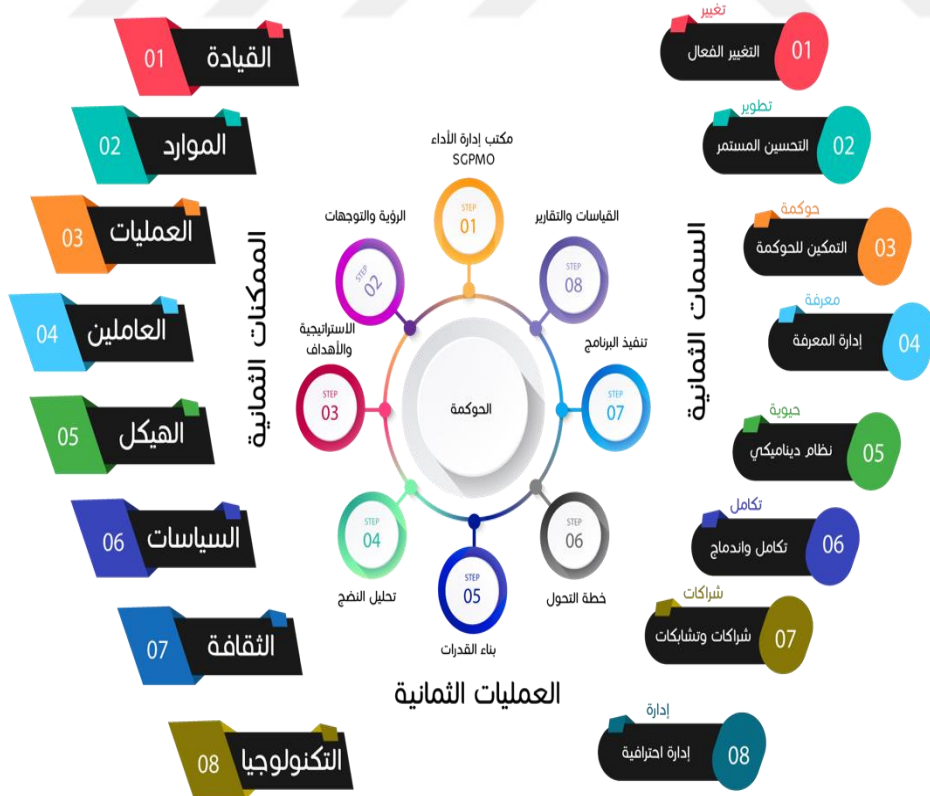 تغيير
01
التغيير الفعال
تطوير
02
التحسين المستمر
حوكمة
03
التمكين للحوكمة
معرفة
04
إدارة المعرفة
حيوية
05
نظام ديناميكي
تكامل
06
تكامل واندماج
شراكات
07
شراكات وتشابكات
إدارة
08
إدارة احترافية
السمات الثمانية
مكتب إدارة الأداء
SGPMO
STEP
01
الرؤية والتوجهات
STEP
02
الاستراتيجية
والأهداف
STEP
03
STEP
04
تحليل النضج
STEP
05
بناء القدرات
STEP
06
خطة التحول
تنفيذ البرنامج
STEP
07
القياسات والتقارير
STEP
08
الحوكمة
العمليات الثمانية
الممكنات الثمانية
01
القيادة
02
الموارد
03
العمليات
04
العاملين
05
الهيكل
06
السياسات
07
الثقافة
08
التكنولوجيا